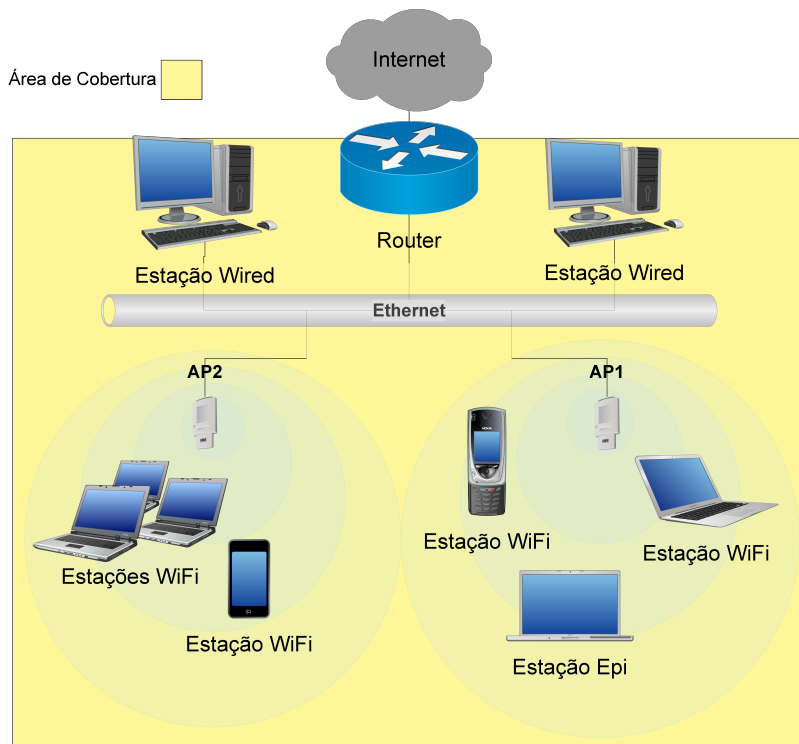 Internet
Área de Cobertura
Router
Estação Wired
Estação Wired
Ethernet
AP2
AP1
NOKIA
Estação WiFi
Estação WiFi
Estações WiFi
Estação WiFi
Estação Epi